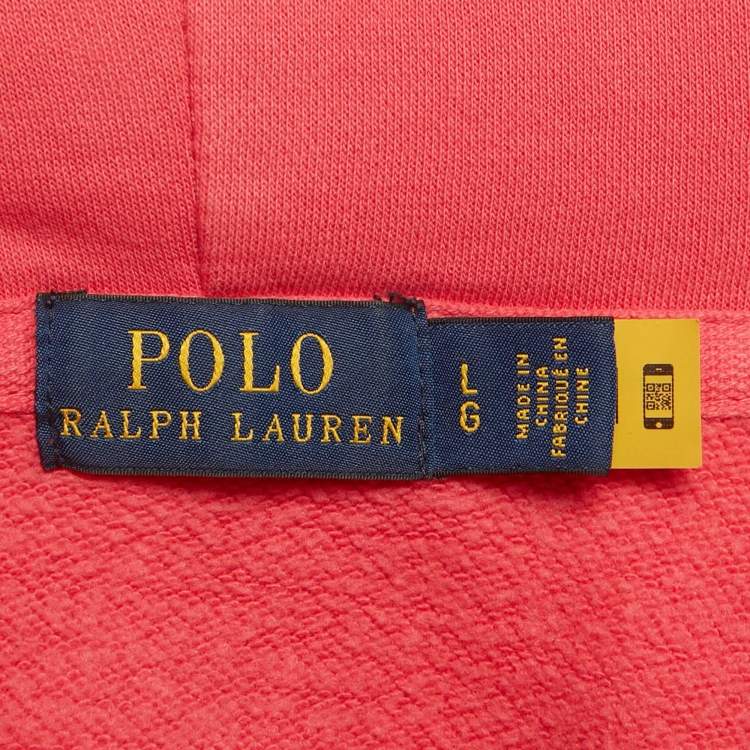 POLO
RALPH LAUREN
L
G
MADE IN
CHINA
FABRIQUÉ EN
CHINE